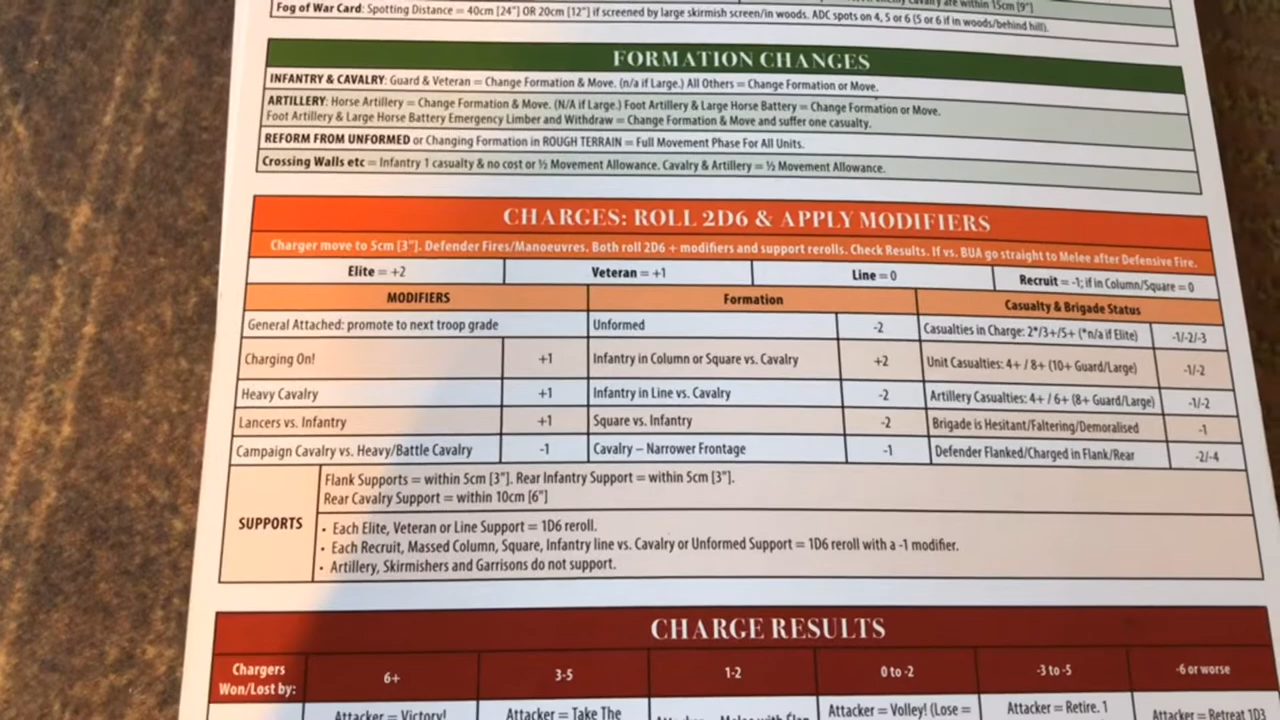 avalry are within 15cm [9"]
Fog of War Card: Spotting Distance = 40cm [24"] OR 20cm [12"] if screened by large skirmish screen/in woods. ADC spots on 4, 5 or 6 (5 or 6 if in woods/behind hill).
FORMATION CHANGES
INFANTRY & CAVALRY: Guard & Veteran = Change Formation & Move. (n/a if Large.) All Others = Change Formation or Move.
ARTILLERY: Horse Artillery = Change Formation & Move. (N/A if Large.) Foot Artillery & Large Horse Battery = Change Formation or Move.
Foot Artillery & Large Horse Battery Emergency Limber and Withdraw = Change Formation & Move and suffer one casualty.
REFORM FROM UNFORMED or Changing Formation in ROUGH TERRAIN = Full Movement Phase For All Units.
Crossing Walls etc = Infantry 1 casualty & no cost or ½ Movement Allowance. Cavalry & Artillery = ½ Movement Allowance.
CHARGES: ROLL 2D6 & APPLY MODIFIERS
Charger move to 5cm [3"]. Defender Fires/Manoeuvres. Both roll 2D6 + modifiers and support rerolls. Check Results. If vs. BUA go straight to Melee after Defensive Fire.
Elite = +2 Veteran = +1 Line = 0 Recruit = -1; if in Column/Square = 0
MODIFIERS Formation Casualty & Brigade Status
General Attached: promote to next troop grade Unformed -2 Casualties in Charge: 2*/3+/5+ (*n/a if Elite) -1/-2/-3
Charging On! +1 Infantry in Column or Square vs. Cavalry +2 Unit Casualties: 4+ / 8+ (10+ Guard/Large) -1/-2
Heavy Cavalry +1 Infantry in Line vs. Cavalry -2 Artillery Casualties: 4+ / 6+ (8+ Guard/Large) -1/-2
Lancers vs. Infantry +1 Square vs. Infantry -2 Brigade is Hesitant/Faltering/Demoralised -1
Campaign Cavalry vs. Heavy/Battle Cavalry -1 Cavalry – Narrower Frontage -1 Defender Flanked/Charged in Flank/Rear -2/-4
Flank Supports = within 5cm [3"]. Rear Infantry Support = within 5cm [3"].
Rear Cavalry Support = within 10cm [6"]
SUPPORTS
• Each Elite, Veteran or Line Support = 1D6 reroll.
• Each Recruit, Massed Column, Square, Infantry line vs. Cavalry or Unformed Support = 1D6 reroll with a -1 modifier.
• Artillery, Skirmishers and Garrisons do not support.
CHARGE RESULTS
Chargers Won/Lost by: 6+ 3-5 1-2 0 to -2 -3 to -5 -6 or worse
Attacker = Victory! Attacker = Take The Attacker = Volley! (Lose = Attacker = Retire. 1 Attacker = Retreat 1D3